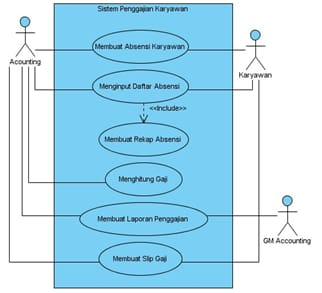 Sistem Penggajian Karyawan
Membuat Absensi Karyawan
Acounting
Karyawan
Menginput Daftar Absensi
<<Include>>
Membuat Rekap Absensi
Menghitung Gaji
Membuat Laporan Penggajian
GM Accounting
Membuat Slip Gaji